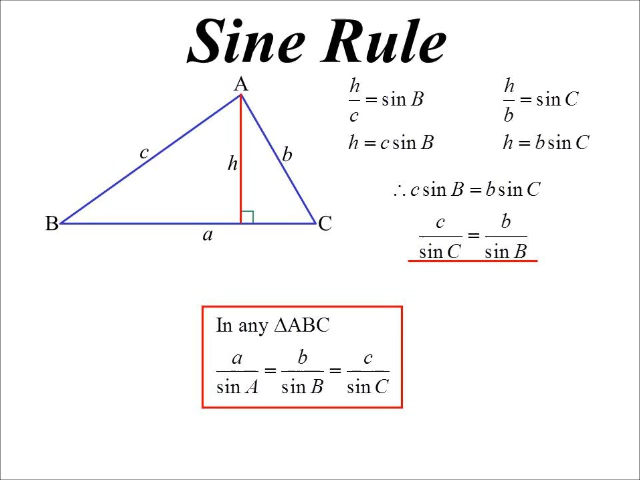 Sine Rule
A
c
h
b
B
C
a
h/c = sin B
h/b = sin C
h = c sin B
h = b sin C
∴ c sin B = b sin C
c/sin C = b/sin B
In any ΔABC
a/sin A = b/sin B = c/sin C